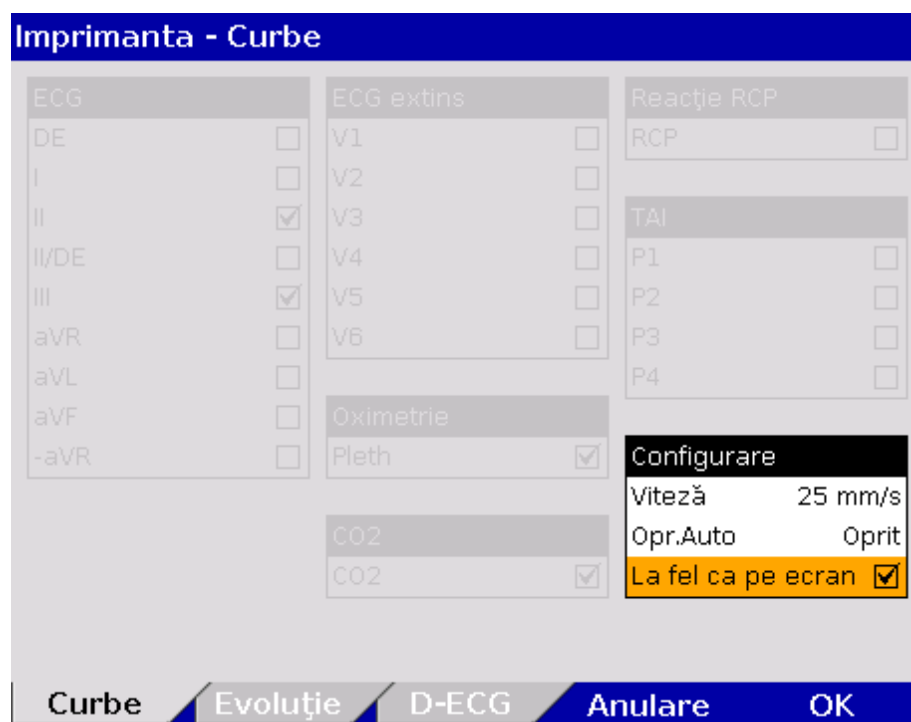 Imprimanta - Curbe
ECG
DE
I
II
II/DE
III
aVR
aVL
aVF
-aVR
ECG extins
V1
V2
V3
V4
V5
V6
Oximetrie
Pleth
CO2
CO2
Reacţie RCP
RCP
TAI
P1
P2
P3
P4
Configurare
Viteză 25 mm/s
Opr.Auto Oprit
La fel ca pe ecran
Curbe Evoluţie D-ECG Anulare OK